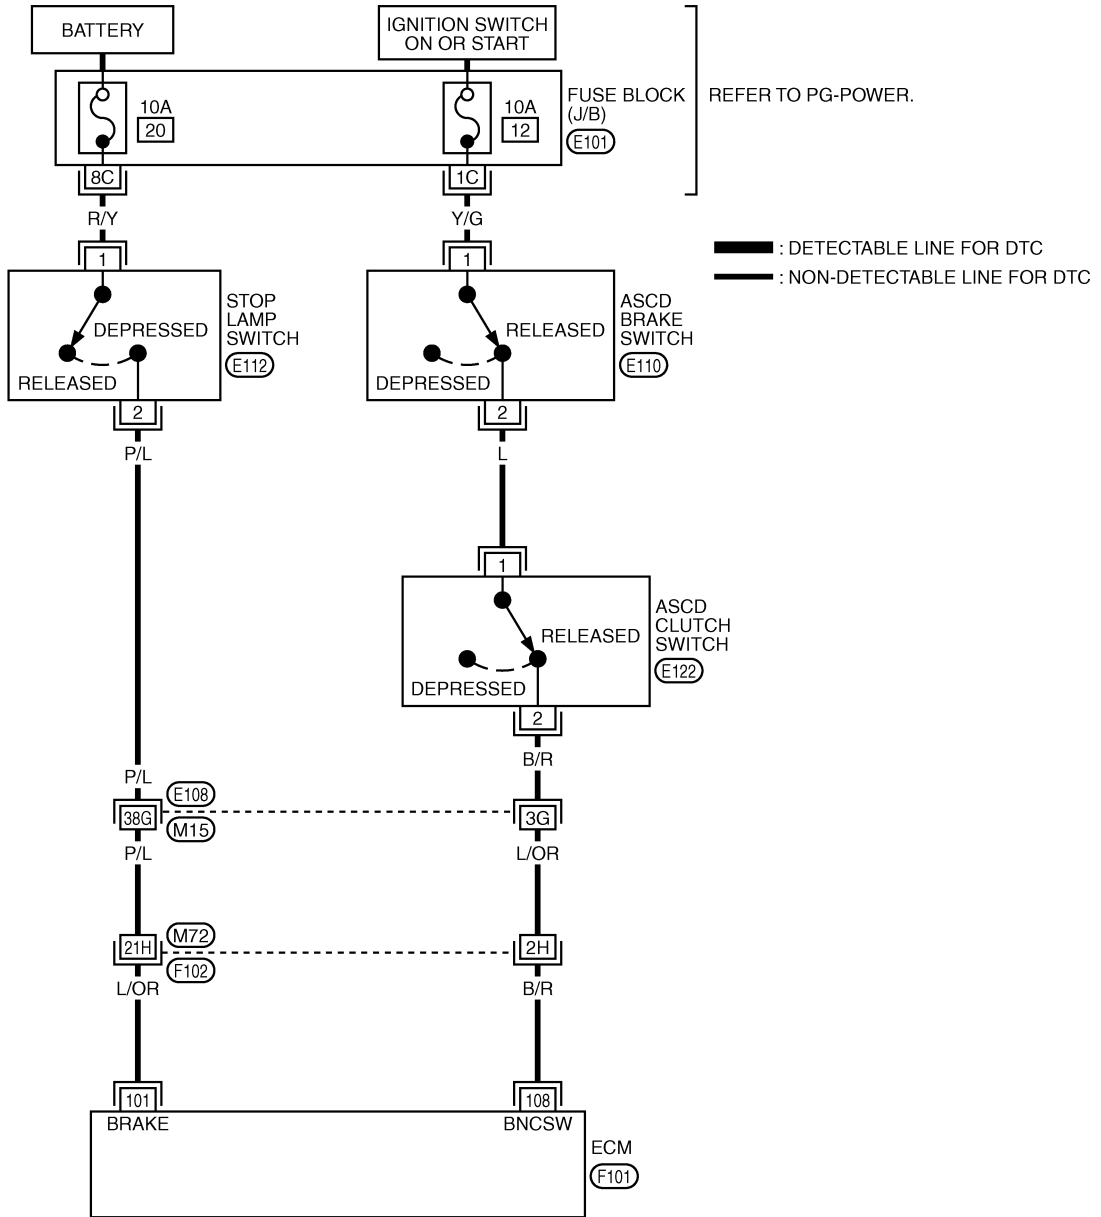 BATTERY
IGNITION SWITCH
ON OR START
10A
20
10A
12
FUSE BLOCK
(J/B)
E101
REFER TO PG-POWER.
8C
1C
R/Y
Y/G
: DETECTABLE LINE FOR DTC
: NON-DETECTABLE LINE FOR DTC
1
DEPRESSED
RELEASED
STOP
LAMP
SWITCH
E112
2
P/L
1
RELEASED
DEPRESSED
ASCD
BRAKE
SWITCH
E110
2
L
1
RELEASED
DEPRESSED
ASCD
CLUTCH
SWITCH
E122
2
B/R
P/L
E108
38G
M15
3G
P/L
L/OR
M72
21H
F102
2H
L/OR
B/R
101
108
BRAKE
BNCSW
ECM
F101